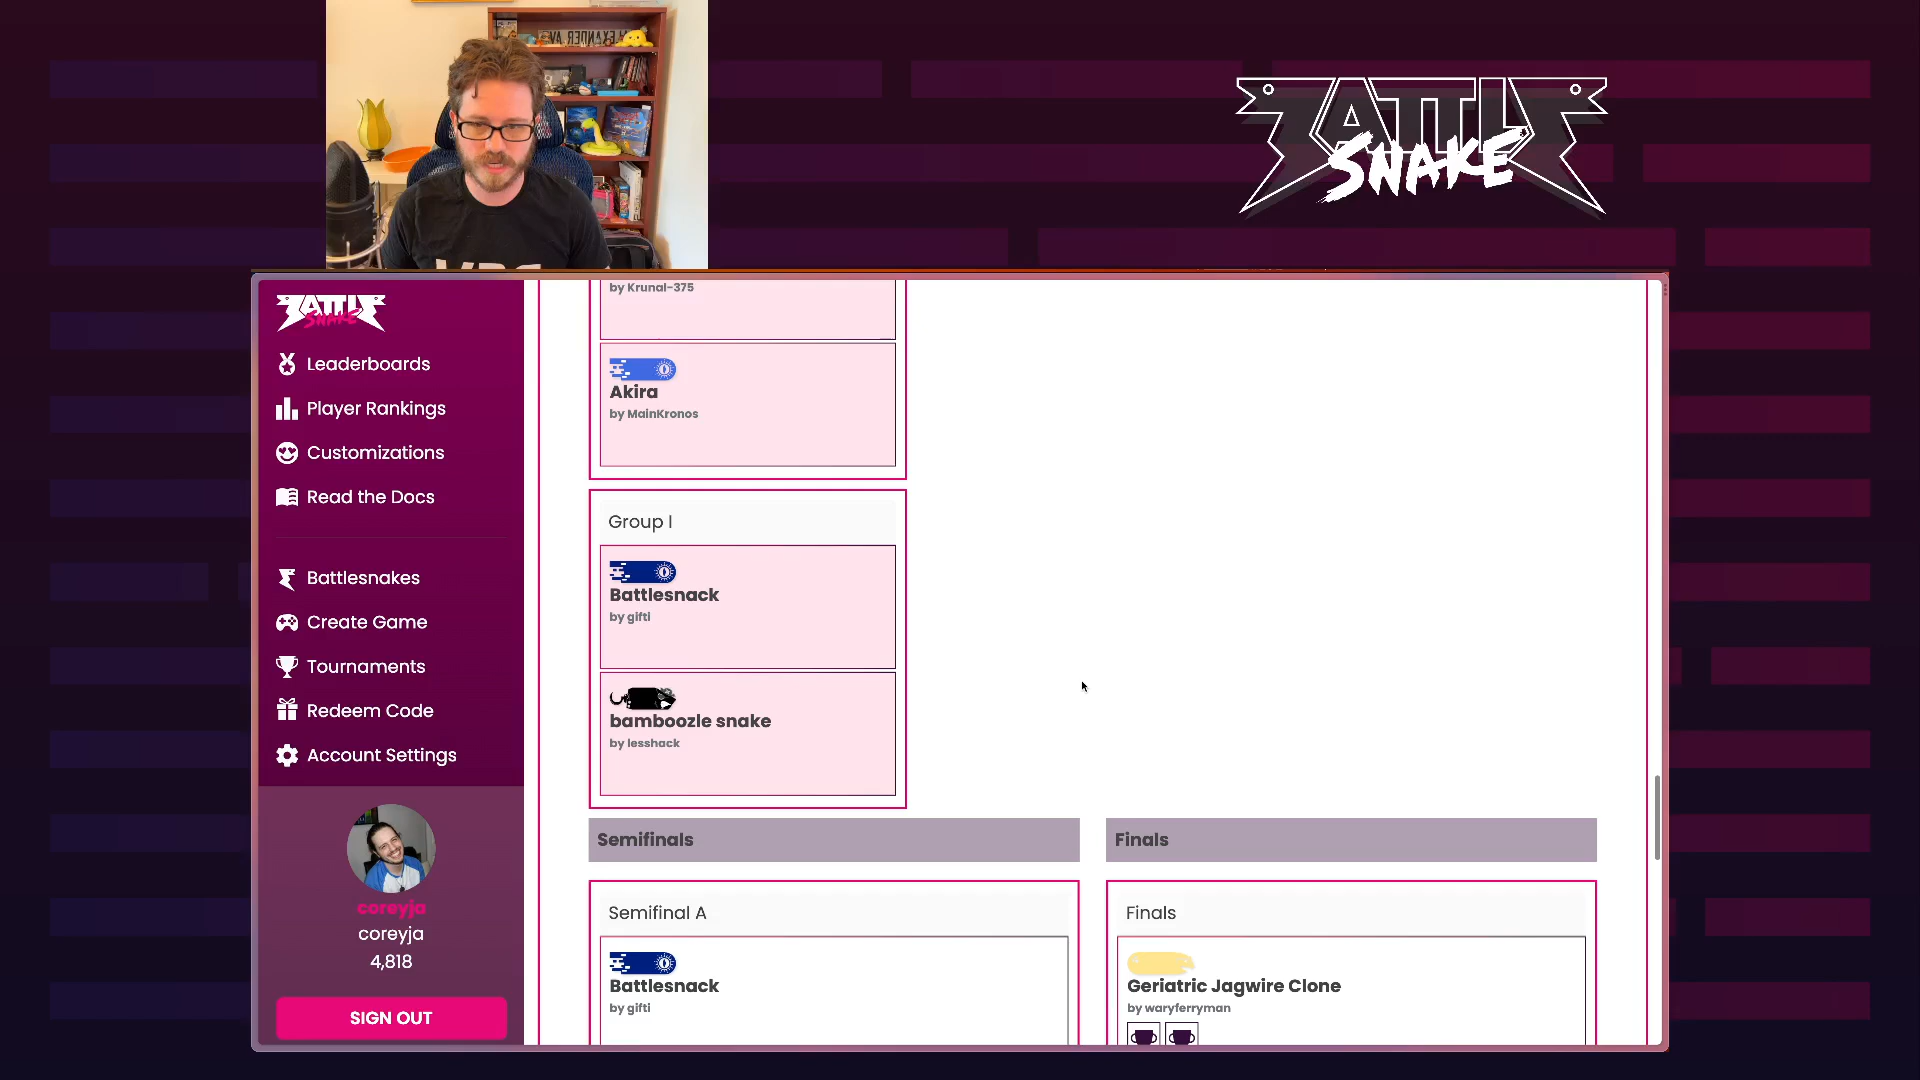 BATTLE
SNAKE
BATTLE
SNAKE
Leaderboards
Player Rankings
Customizations
Read the Docs
Battlesnakes
Create Game
Tournaments
Redeem Code
Account Settings
coreyja
coreyja
4,818
SIGN OUT
by Krunal-375
Akira
by MainKronos
Group I
Battlesnack
by gifti
bamboozle snake
by lesshack
Semifinals
Finals
Semifinal A
Battlesnack
by gifti
Finals
Geriatric Jagwire Clone
by waryferryman